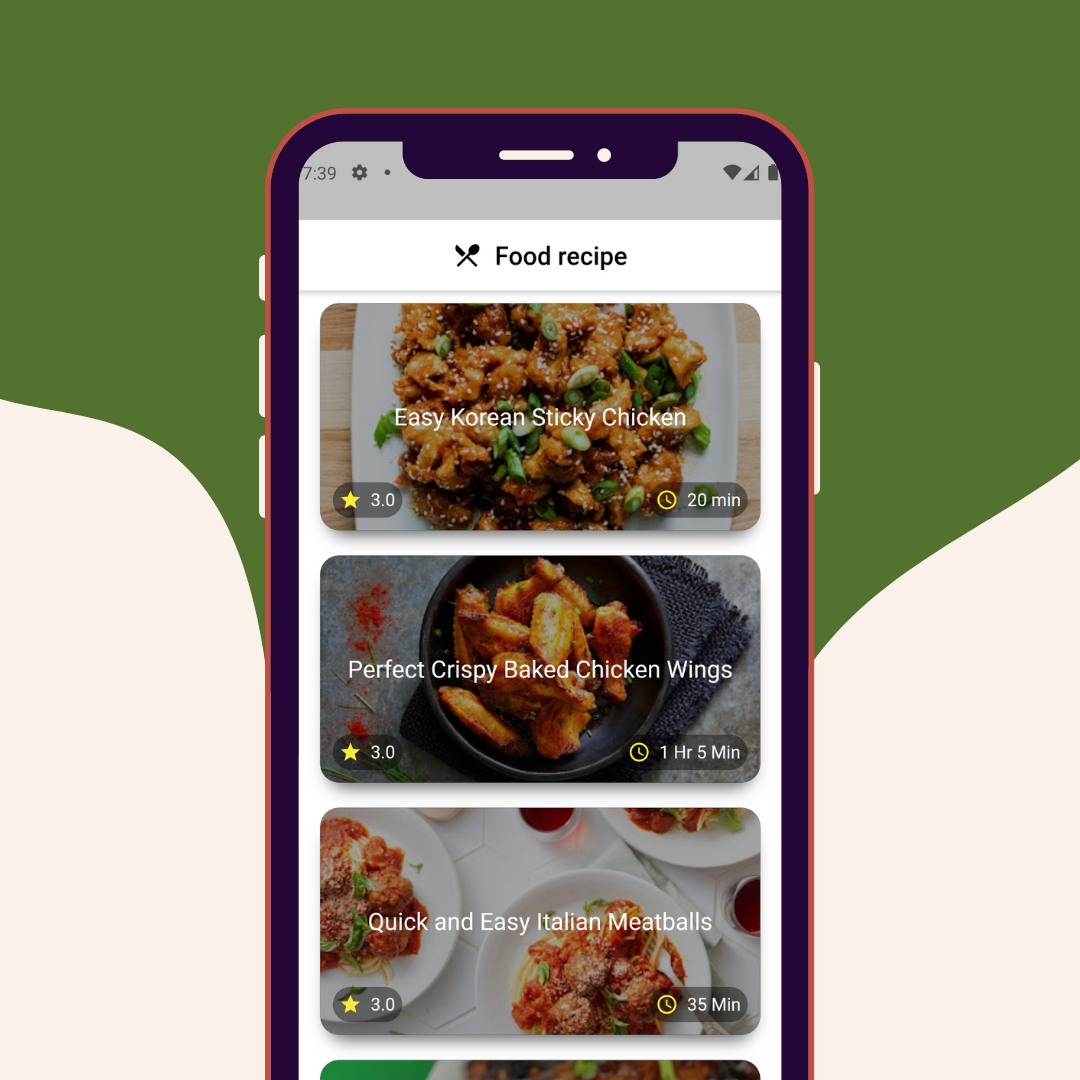 7:39
Food recipe
Easy Korean Sticky Chicken
3.0
20 min
Perfect Crispy Baked Chicken Wings
3.0
1 Hr 5 Min
Quick and Easy Italian Meatballs
3.0
35 Min